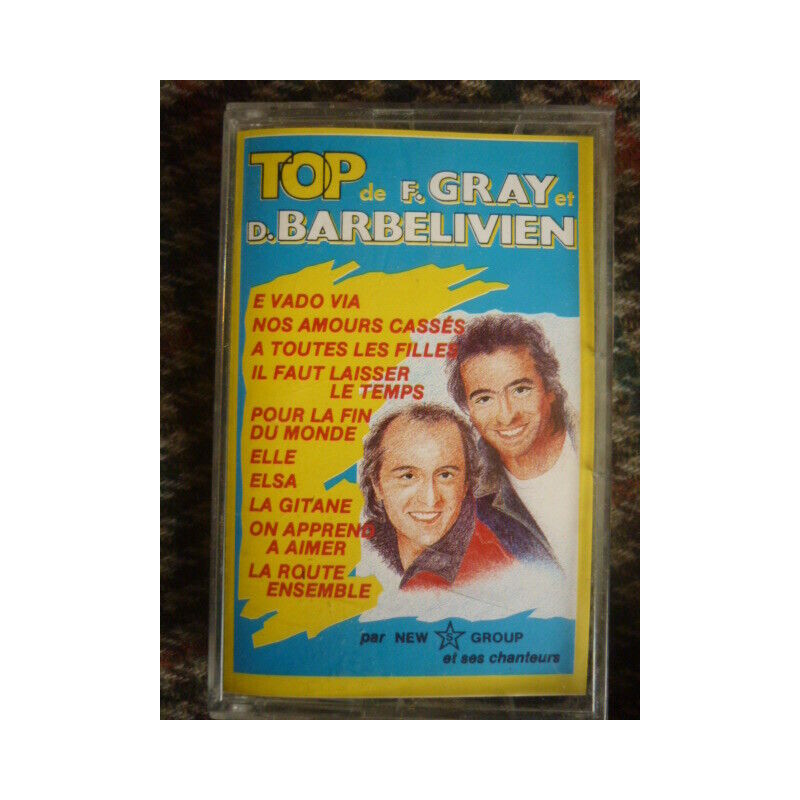 TOP de F. GRAY et
D. BARBELIVIEN
E VADO VIA
NOS AMOURS CASSÉS
A TOUTES LES FILLES
IL FAUT LAISSER
LE TEMPS
POUR LA FIN
DU MONDE
ELLE
ELSA
LA GITANE
ON APPREND
A AIMER
LA ROUTE
ENSEMBLE
par NEW S GROUP
et ses chanteurs